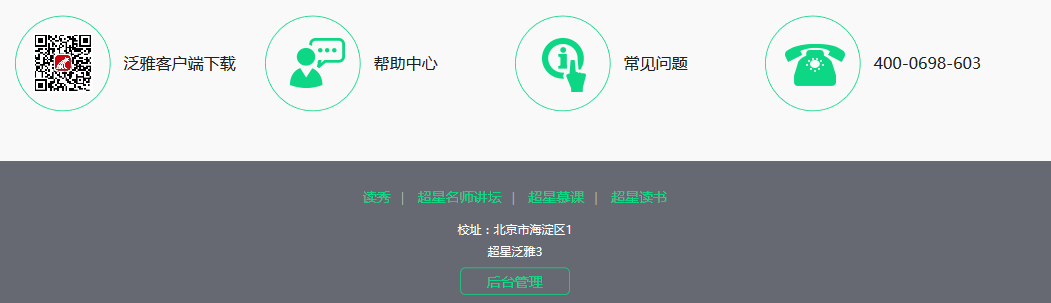 泛雅客户端下载 帮助中心 常见问题 400-0698-603
读秀 | 超星名师讲坛 | 超星慕课 | 超星读书
校址：北京市海淀区1
超星泛雅3
后台管理